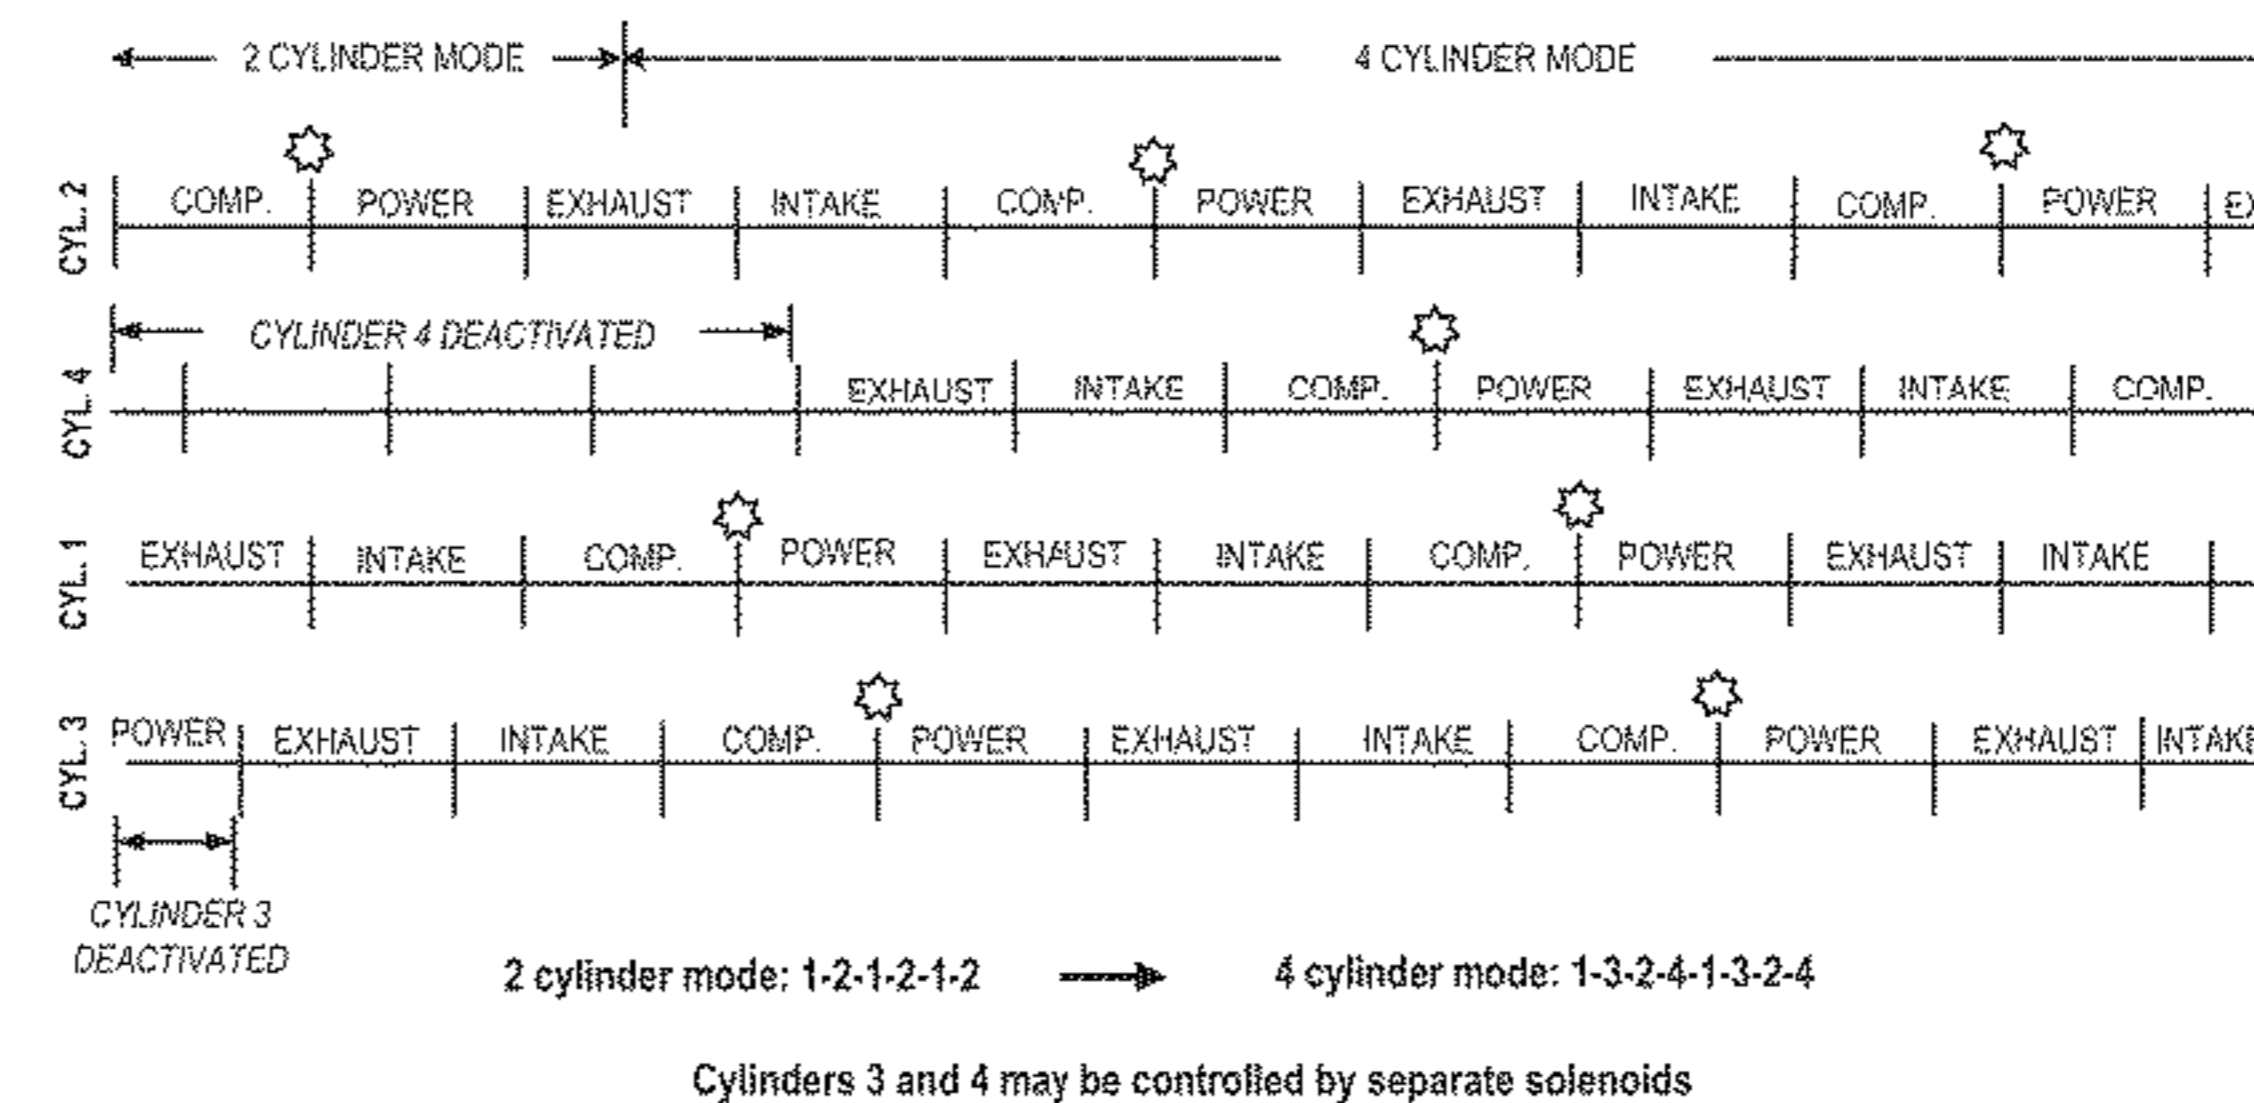 2 CYLINDER MODE 4 CYLINDER MODE
CYL. 2 COMP. POWER EXHAUST INTAKE COMP. POWER EXHAUST INTAKE COMP. POWER EX
CYLINDER 4 DEACTIVATED
CYL. 4 EXHAUST INTAKE COMP. POWER EXHAUST INTAKE COMP.
CYL. 1 EXHAUST INTAKE COMP. POWER EXHAUST INTAKE COMP. POWER EXHAUST INTAKE
CYL. 3 POWER EXHAUST INTAKE COMP. POWER EXHAUST INTAKE COMP. POWER EXHAUST INTAKE
CYLINDER 3
DEACTIVATED
2 cylinder mode: 1-2-1-2-1-2 4 cylinder mode: 1-3-2-4-1-3-2-4
Cylinders 3 and 4 may be controlled by separate solenoids